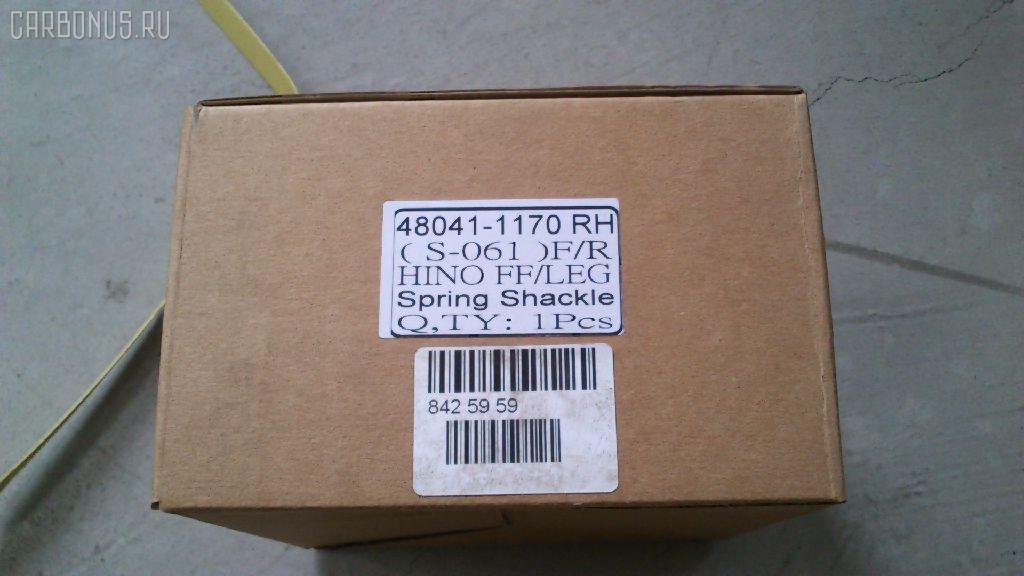 CARBONUS.RU
48041-1170 RH
( S-061 )F/R
HINO FF/LEG
Spring Shackle
Q,TY: 1Pcs
842 59 59